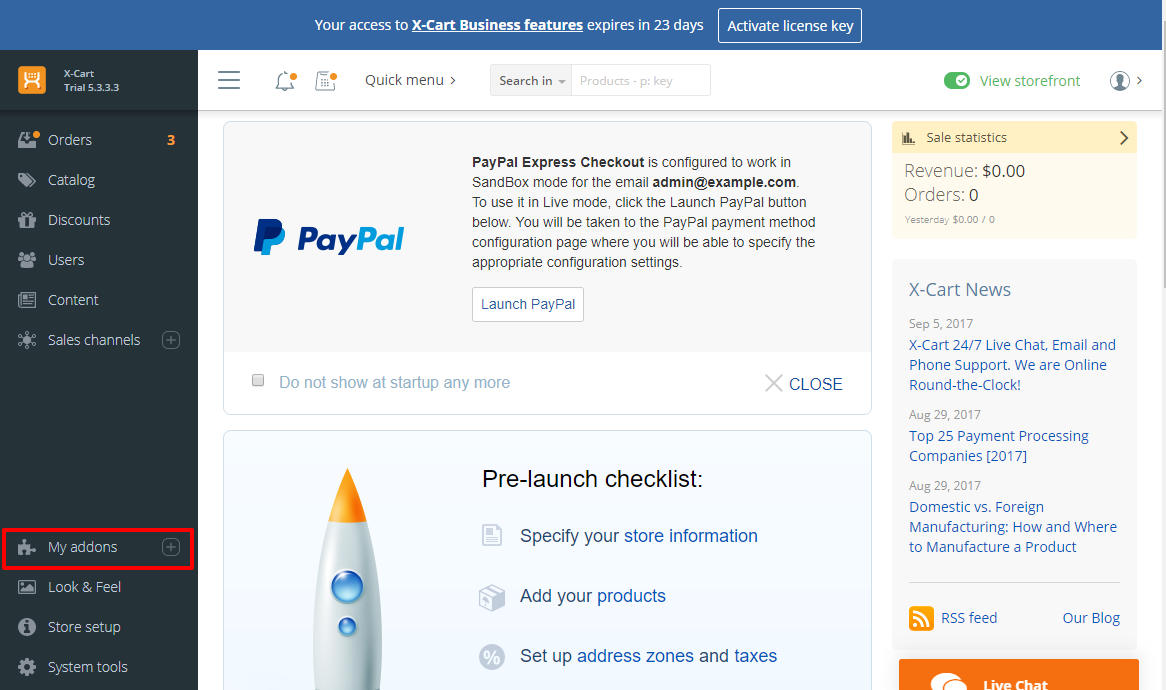 Your access to X-Cart Business features expires in 23 days
Activate license key
X-Cart
Trial 5.3.3.3
Quick menu
Search in
Products - p: key
View storefront
Orders 3
Catalog
Discounts
Users
Content
Sales channels
My addons
Look & Feel
Store setup
System tools
PayPal
PayPal Express Checkout is configured to work in
SandBox mode for the email admin@example.com.
To use it in Live mode, click the Launch PayPal button
below. You will be taken to the PayPal payment method
configuration page where you will be able to specify the
appropriate configuration settings.
Launch PayPal
Do not show at startup any more
CLOSE
Pre-launch checklist:
Specify your store information
Add your products
% Set up address zones and taxes
Sale statistics
Revenue: $0.00
Orders: 0
Yesterday $0.00 / 0
X-Cart News
Sep 5, 2017
X-Cart 24/7 Live Chat, Email and
Phone Support. We are Online
Round-the-Clock!
Aug 29, 2017
Top 25 Payment Processing
Companies [2017]
Aug 29, 2017
Domestic vs. Foreign
Manufacturing: How and Where
to Manufacture a Product
RSS feed
Our Blog
Live Chat